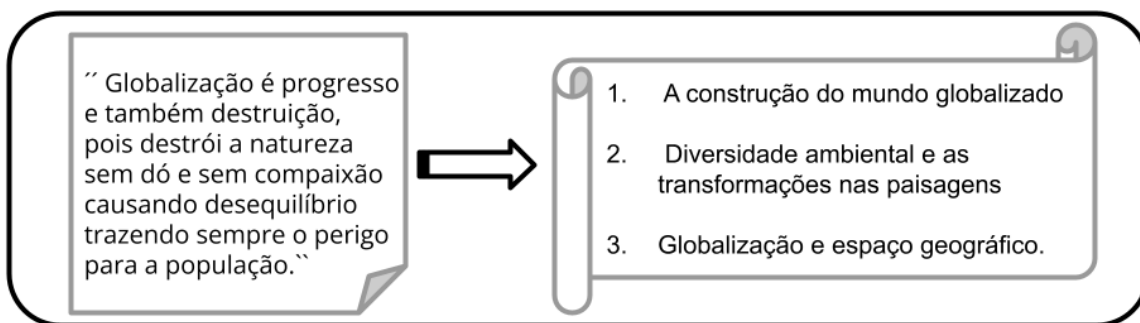 ´´ Globalização é progresso
e também destruição,
pois destrói a natureza
sem dó e sem compaixão
causando desequilíbrio
trazendo sempre o perigo
para a população.``
1. A construção do mundo globalizado
2. Diversidade ambiental e as
transformações nas paisagens
3. Globalização e espaço geográfico.